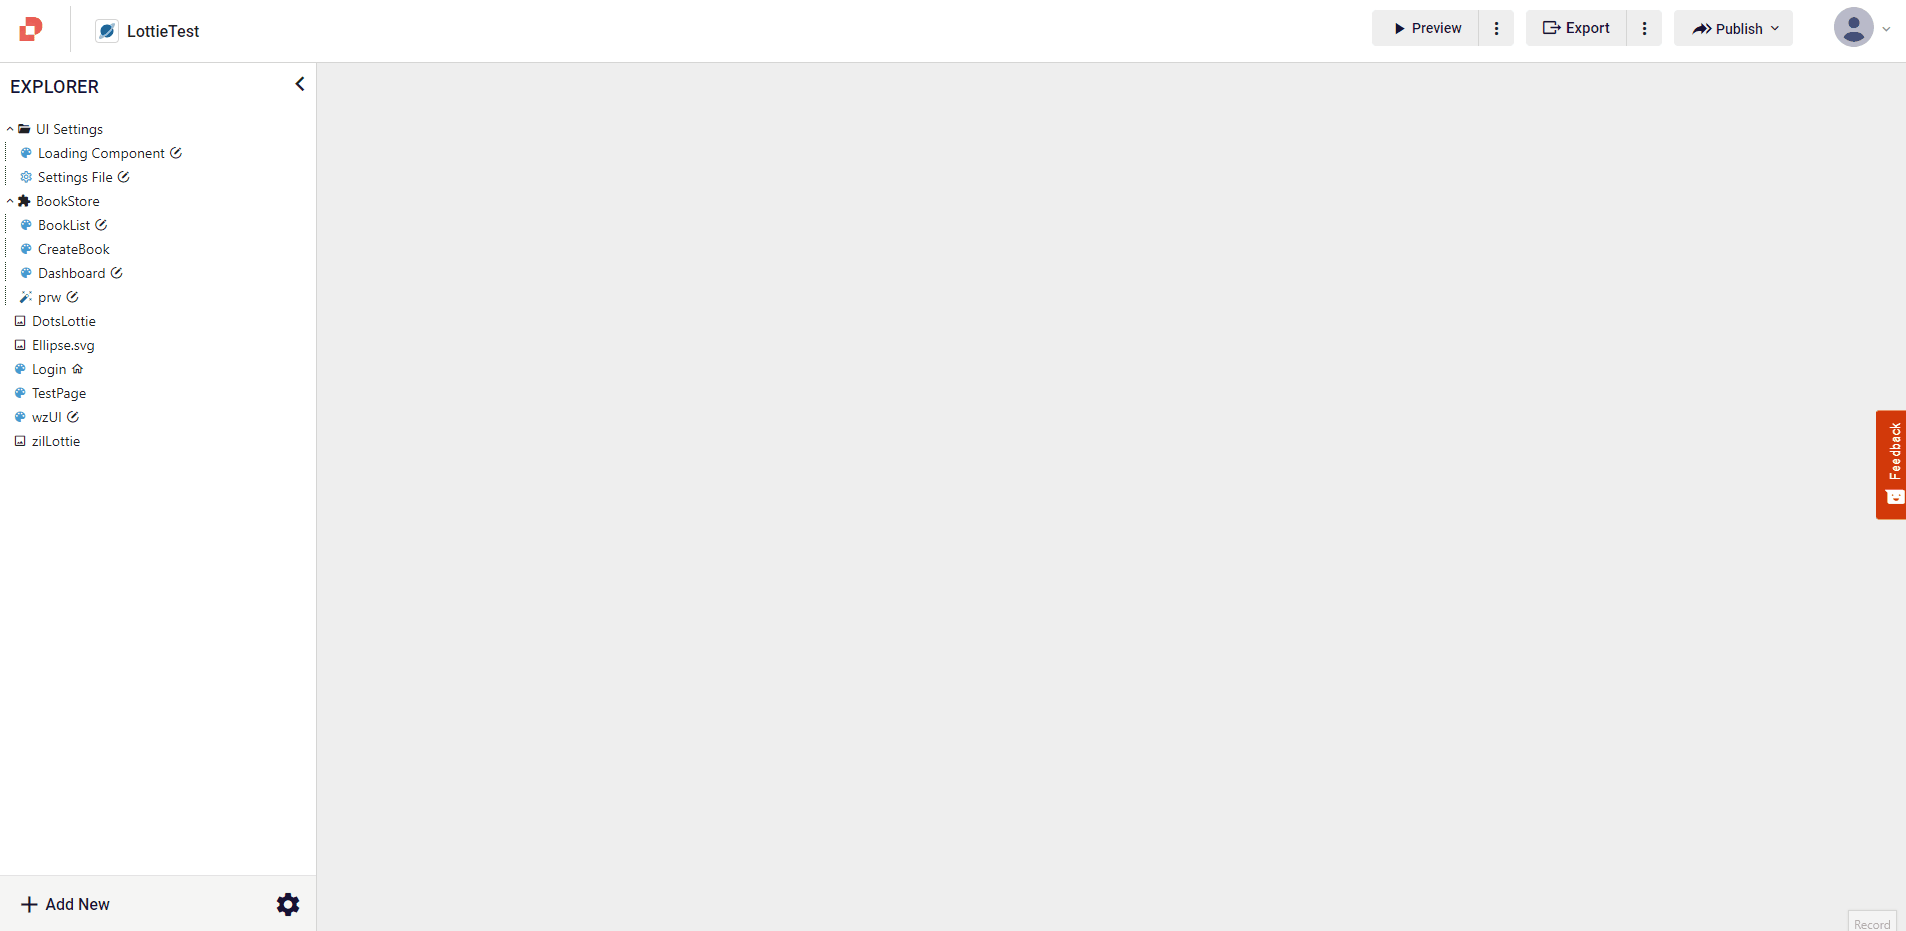 LottieTest
Preview
Export
Publish
EXPLORER
UI Settings
Loading Component
Settings File
BookStore
BookList
CreateBook
Dashboard
prw
DotsLottie
Ellipse.svg
Login
TestPage
wzUI
zilLottie
Feedback
Add New
Record